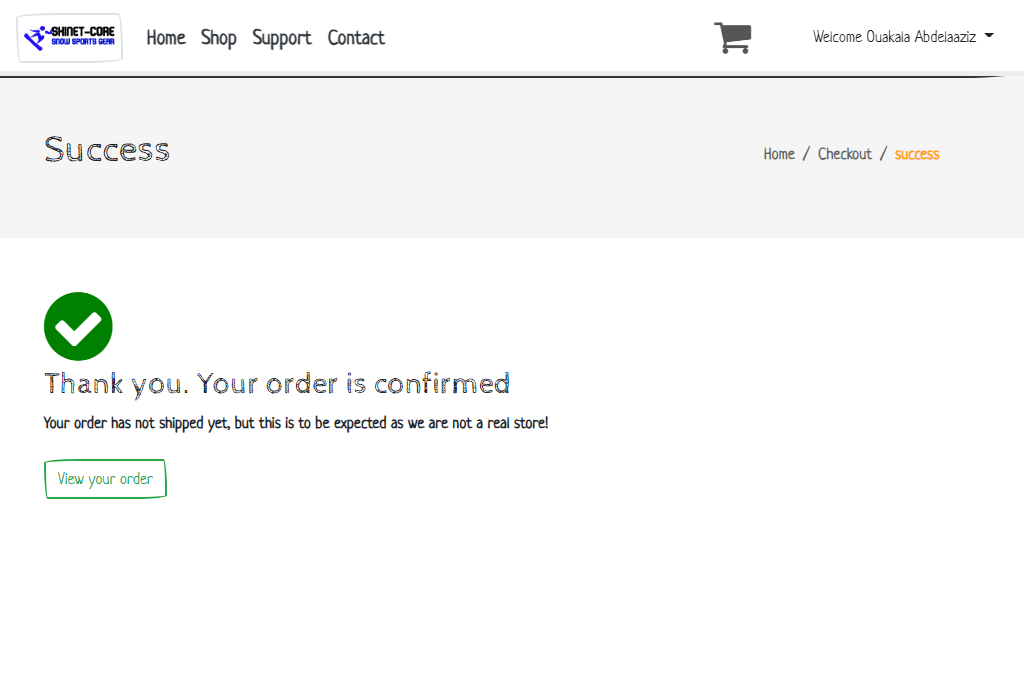 SKINET-CORE
SNOW SPORTS GEAR
Home Shop Support Contact
Welcome Ouakala Abdelaaziz
Success
Home / Checkout / success
Thank you. Your order is confirmed
Your order has not shipped yet, but this is to be expected as we are not a real store!
View your order